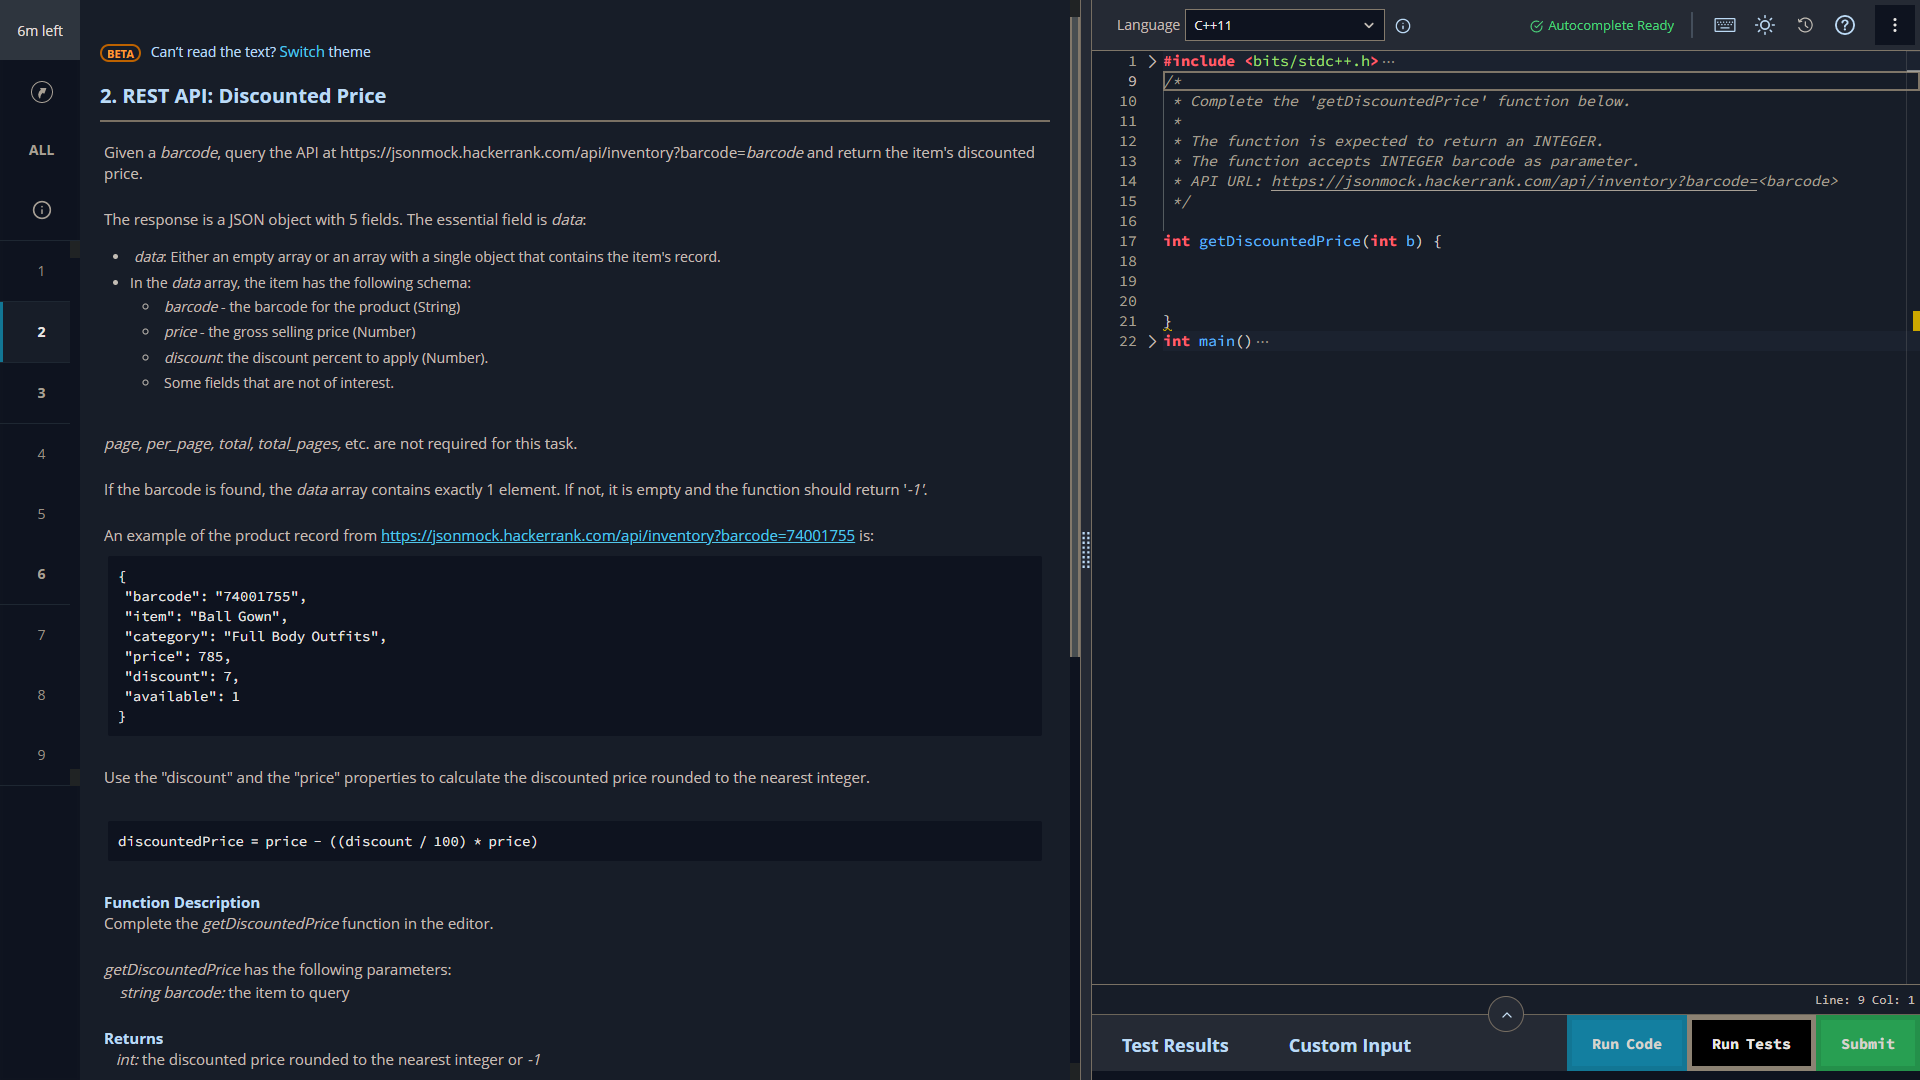 6m left
ALL
1
2
3
4
5
6
7
8
9
BETA Can't read the text? Switch theme
2. REST API: Discounted Price
Given a barcode, query the API at https://jsonmock.hackerrank.com/api/inventory?barcode=barcode and return the item's discounted
price.
The response is a JSON object with 5 fields. The essential field is data:
• data: Either an empty array or an array with a single object that contains the item's record.
• In the data array, the item has the following schema:
◦ barcode - the barcode for the product (String)
◦ price - the gross selling price (Number)
◦ discount: the discount percent to apply (Number).
◦ Some fields that are not of interest.
page, per_page, total, total_pages, etc. are not required for this task.
If the barcode is found, the data array contains exactly 1 element. If not, it is empty and the function should return '-1'.
An example of the product record from https://jsonmock.hackerrank.com/api/inventory?barcode=74001755 is:
{
"barcode": "74001755",
"item": "Ball Gown",
"category": "Full Body Outfits",
"price": 785,
"discount": 7,
"available": 1
}
Use the "discount" and the "price" properties to calculate the discounted price rounded to the nearest integer.
discountedPrice = price - ((discount / 100) * price)
Function Description
Complete the getDiscountedPrice function in the editor.
getDiscountedPrice has the following parameters:
string barcode: the item to query
Returns
int: the discounted price rounded to the nearest integer or -1
Language C++11 Autocomplete Ready
1 #include <bits/stdc++.h> ···
9 /*
10 * Complete the 'getDiscountedPrice' function below.
11 *
12 * The function is expected to return an INTEGER.
13 * The function accepts INTEGER barcode as parameter.
14 * API URL: https://jsonmock.hackerrank.com/api/inventory?barcode=<barcode>
15 */
16
17 int getDiscountedPrice(int b) {
18
19
20
21 }
22 int main() ···
Line: 9 Col: 1
Test Results Custom Input Run Code Run Tests Submit